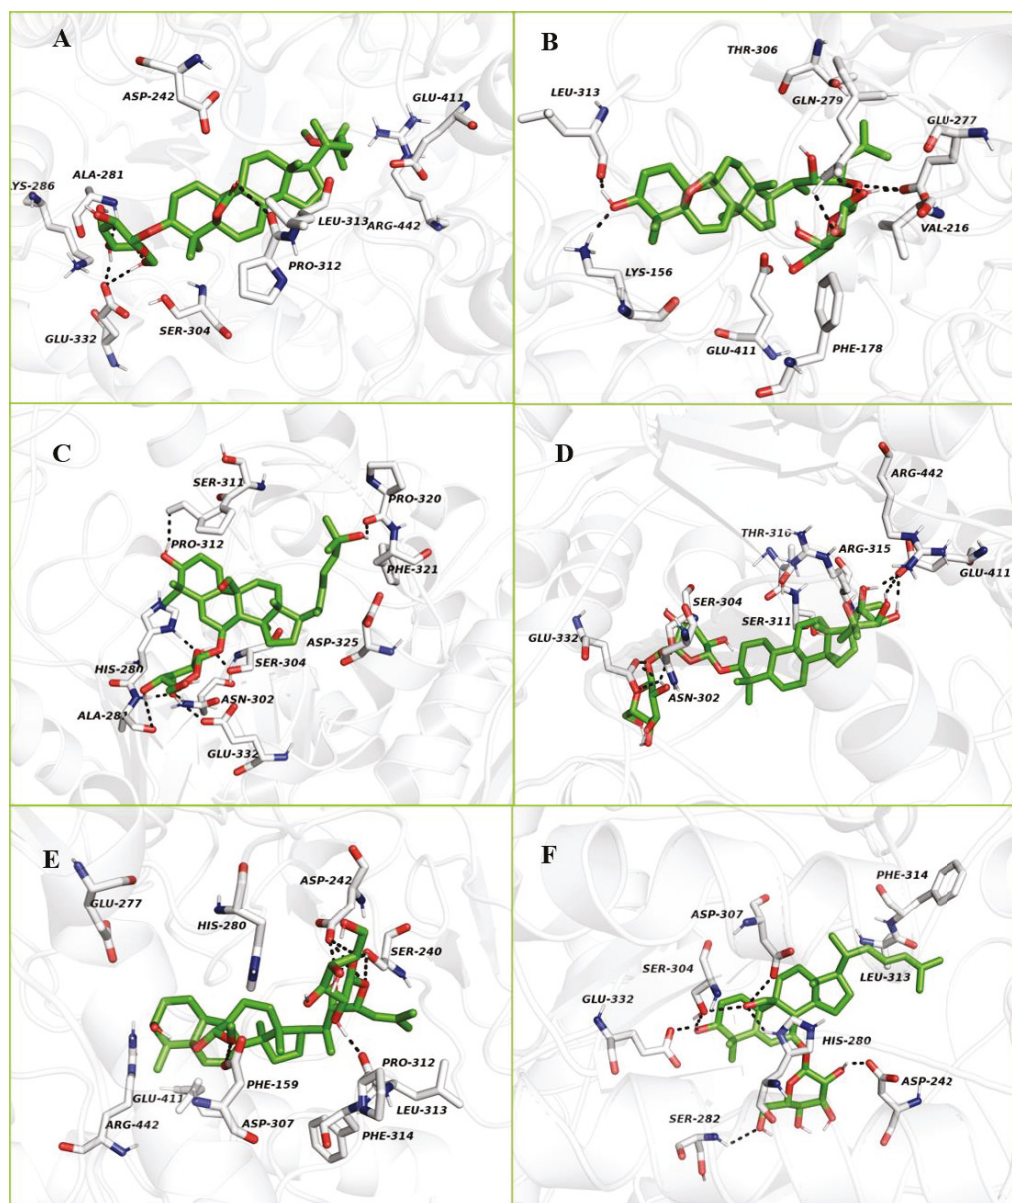 A
ASP-242
GLU-411
ALA-281
LYS-286
LEU-313
ARG-442
PRO-312
SER-304
GLU-332
B
THR-306
LEU-313
GLN-279
GLU-277
VAL-216
LYS-156
GLU-411
PHE-178
C
SER-311
PRO-320
PRO-312
PHE-321
ASP-325
HIS-280
SER-304
ASN-302
ALA-281
GLU-332
D
ARG-442
THR-316
ARG-315
GLU-411
SER-304
SER-311
GLU-332
ASN-302
E
ASP-242
GLU-277
HIS-280
SER-240
PRO-312
PHE-159
GLU-411
LEU-313
ARG-442
ASP-307
PHE-314
F
PHE-314
ASP-307
SER-304
LEU-313
GLU-332
HIS-280
ASP-242
SER-282